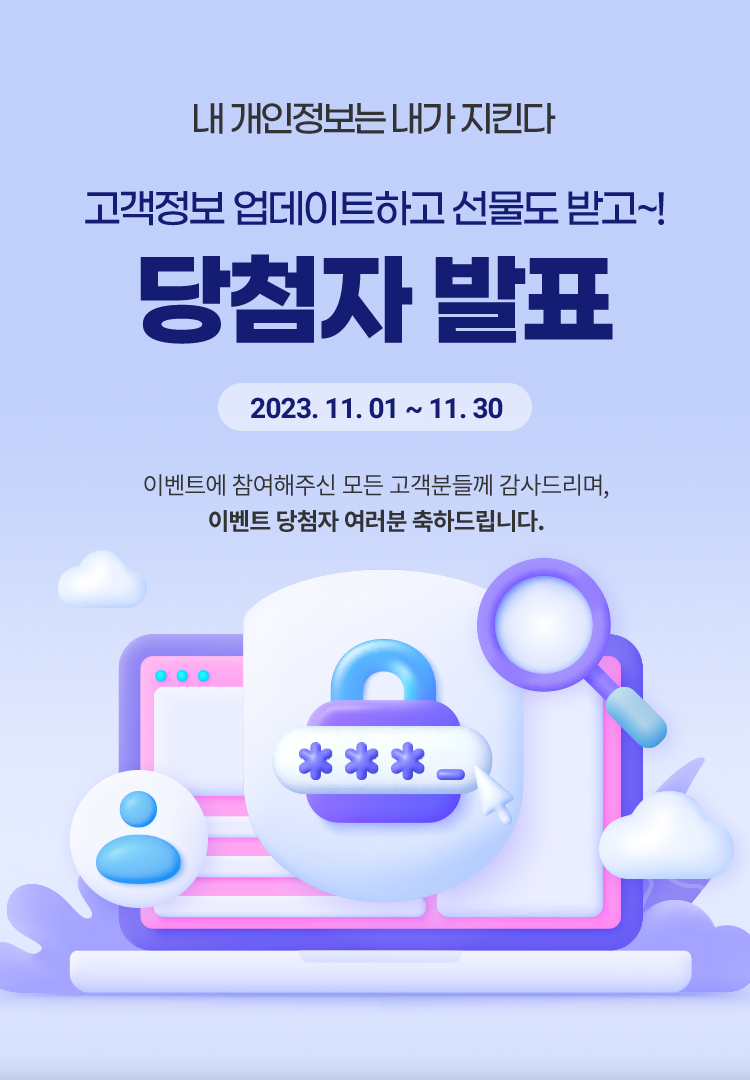 내 개인정보는 내가 지킨다
고객정보 업데이트하고 선물도 받고~!
당첨자 발표
2023. 11. 01 ~ 11. 30
이벤트에 참여해주신 모든 고객분들께 감사드리며,
이벤트 당첨자 여러분 축하드립니다.
***_